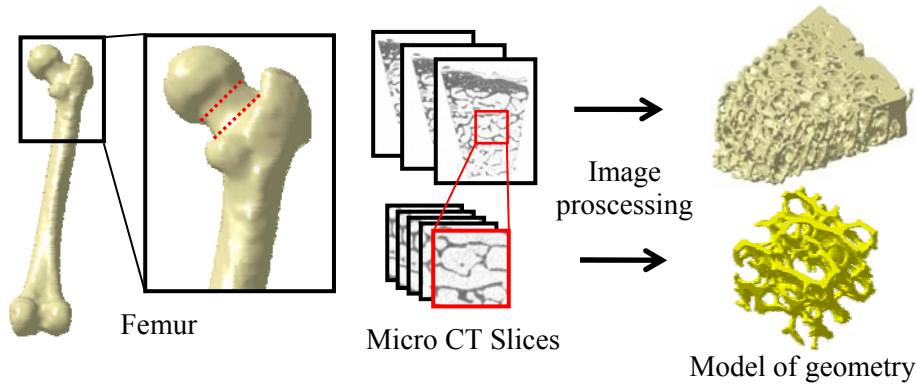 Femur
Micro CT Slices
Image
proscessing
Model of geometry